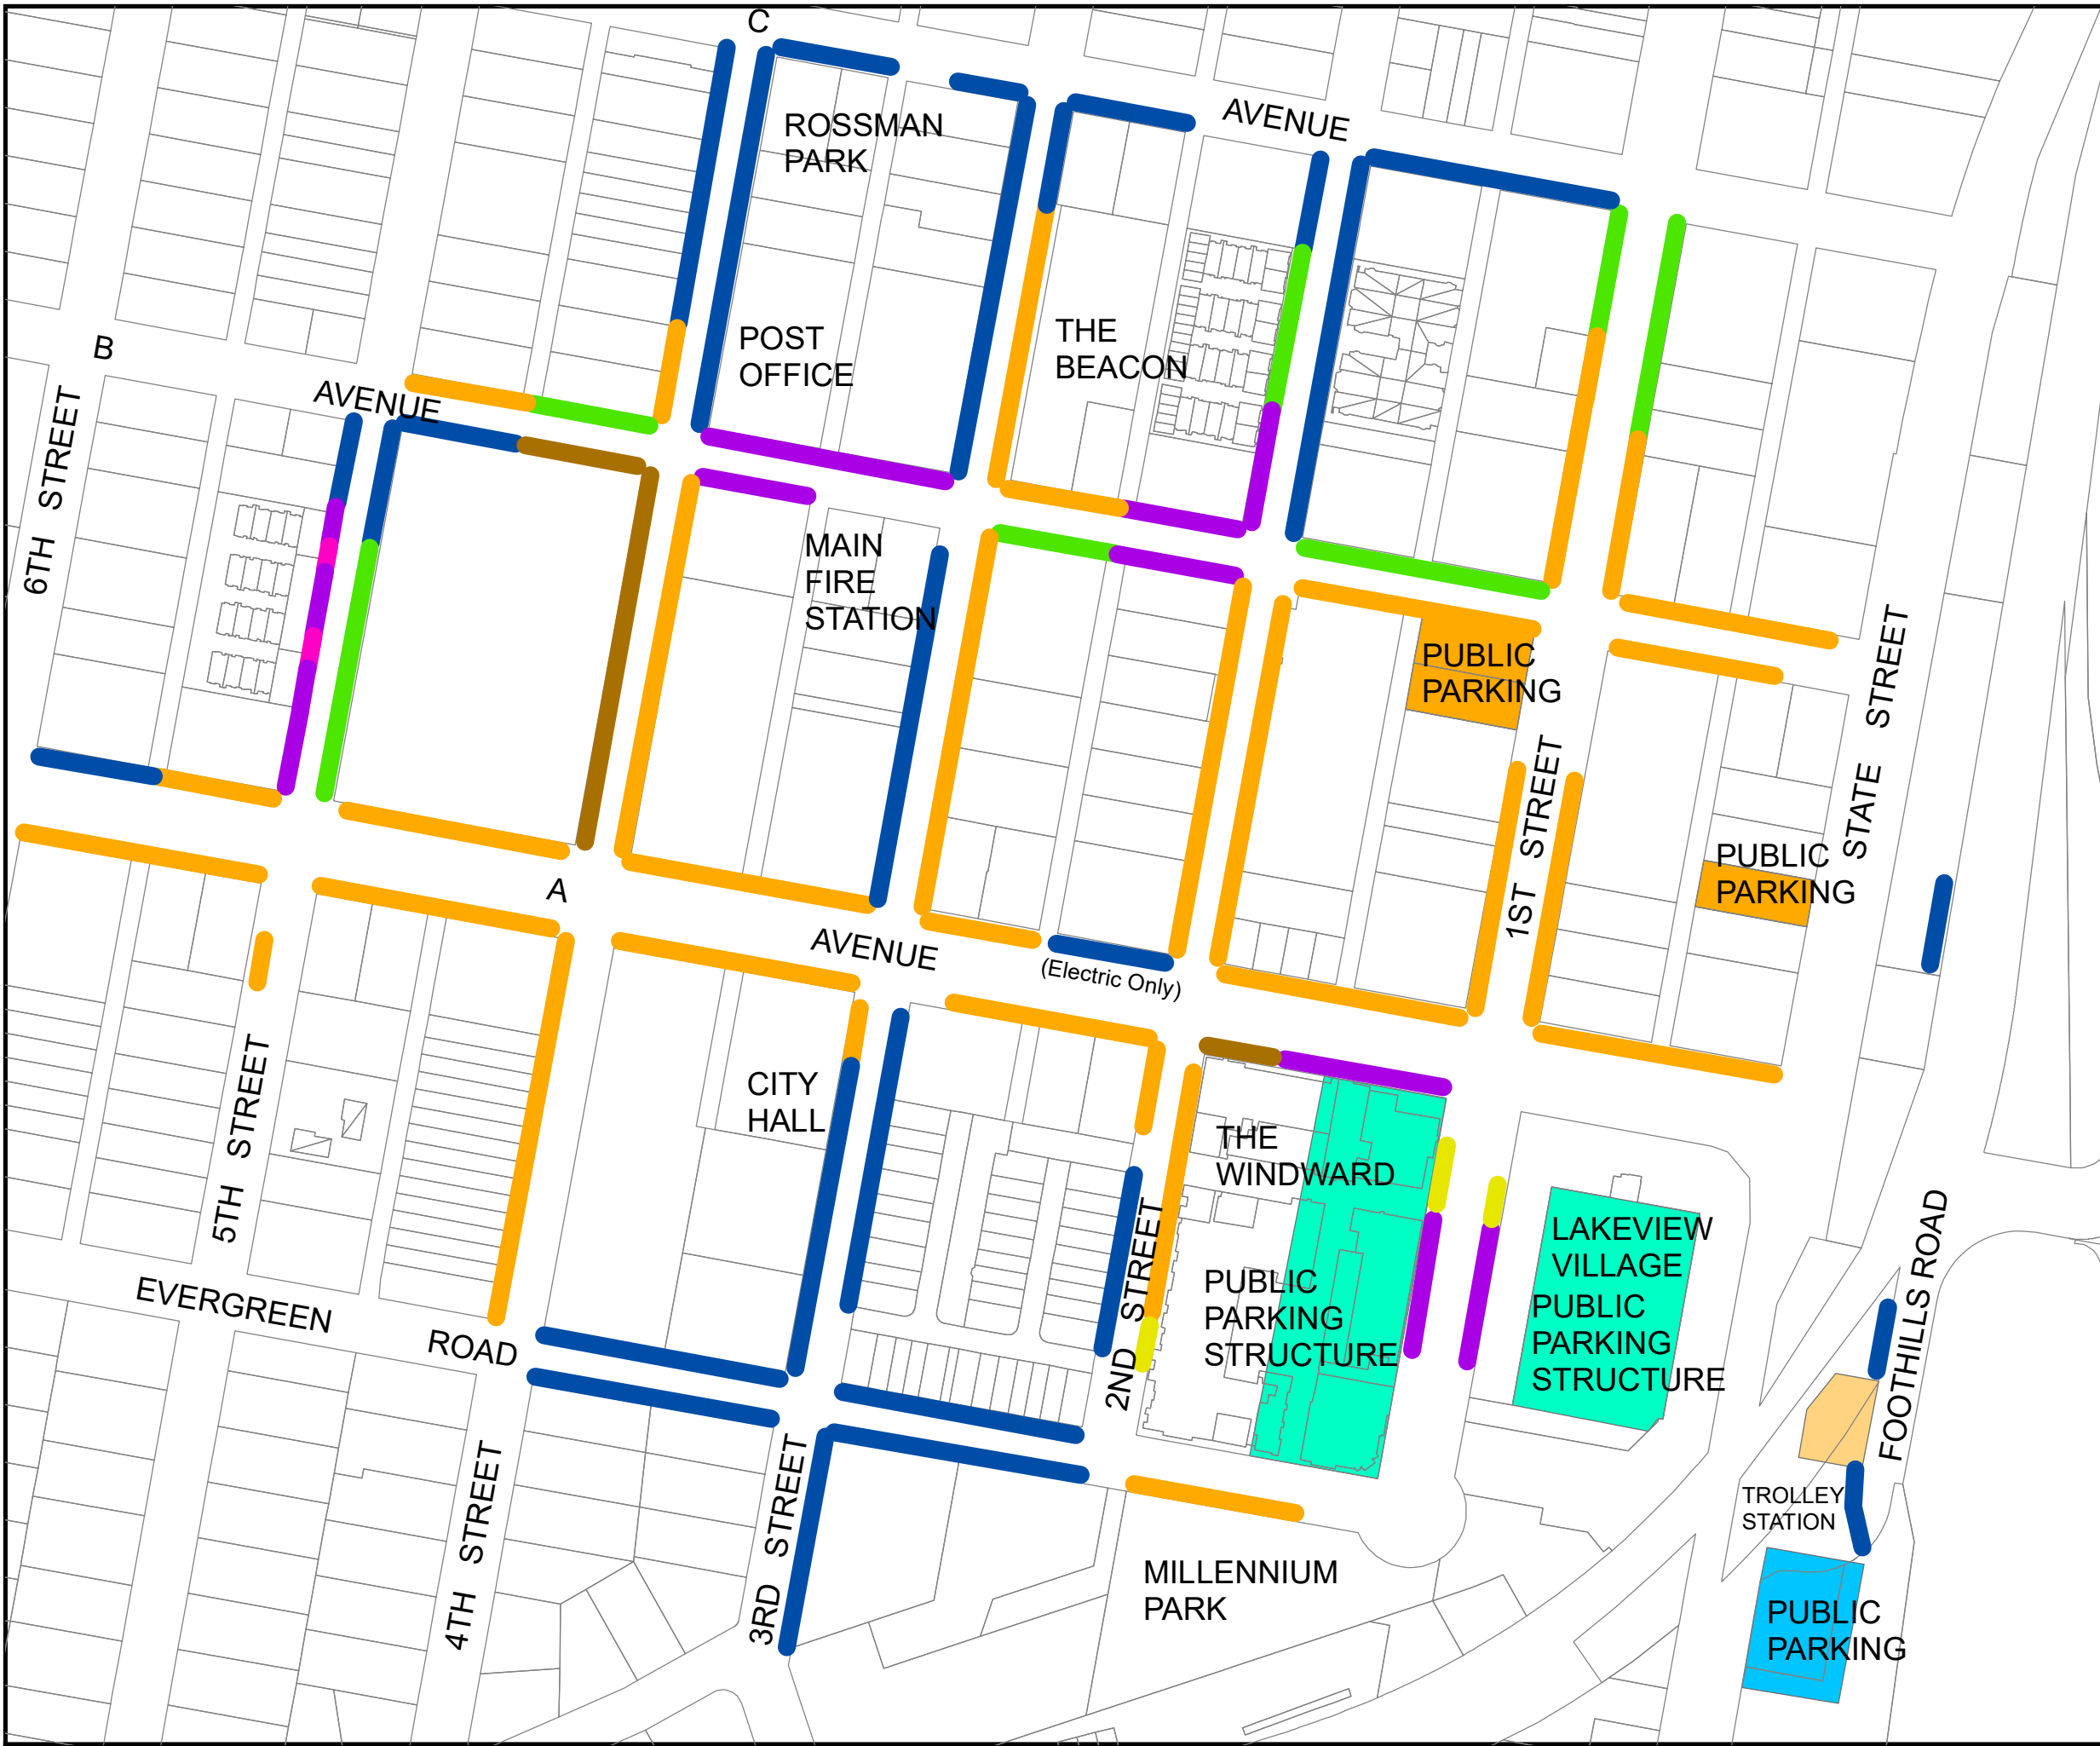 C
AVENUE
ROSSMAN
PARK
POST
OFFICE
THE
BEACON
B
AVENUE
6TH STREET
MAIN
FIRE
STATION
PUBLIC
PARKING
STATE STREET
1ST STREET
PUBLIC
PARKING
A
AVENUE
(Electric Only)
CITY
HALL
5TH STREET
THE
WINDWARD
2ND STREET
PUBLIC
PARKING
STRUCTURE
LAKEVIEW
VILLAGE
PUBLIC
PARKING
STRUCTURE
FOOTHILLS ROAD
EVERGREEN
ROAD
4TH STREET
3RD STREET
TROLLEY
STATION
MILLENNIUM
PARK
PUBLIC
PARKING